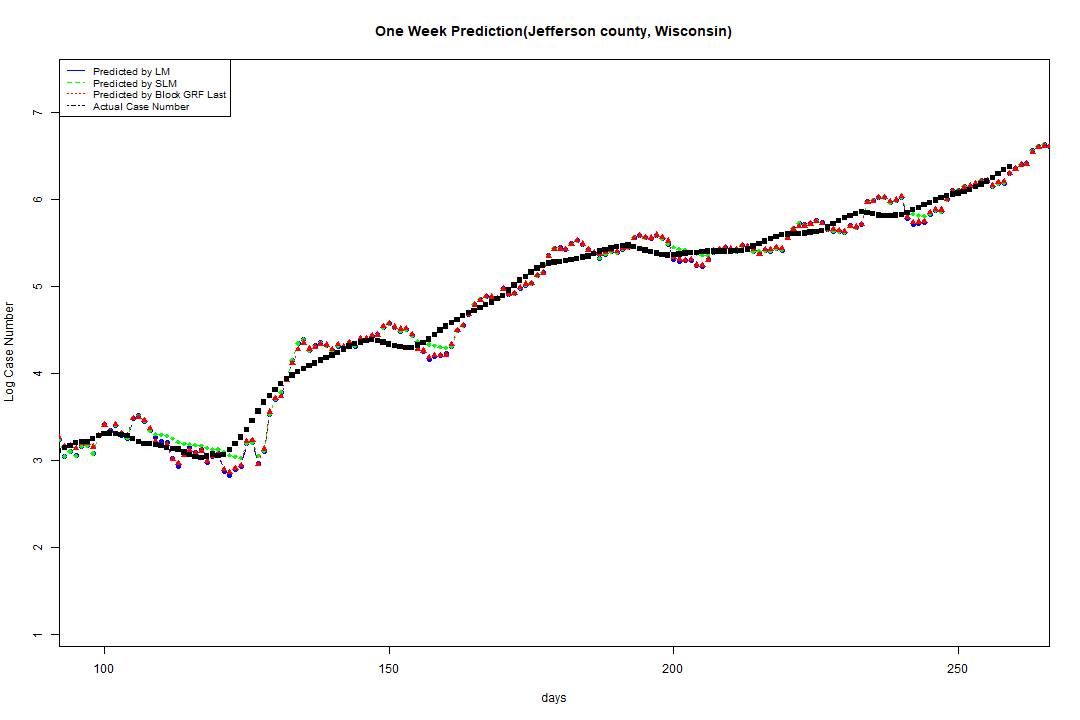 One Week Prediction(Jefferson county, Wisconsin)
Predicted by LM
Predicted by SLM
Predicted by Block GRF Last
Actual Case Number
7
6
5
4
3
2
1
Log Case Number
100 150 200 250
days